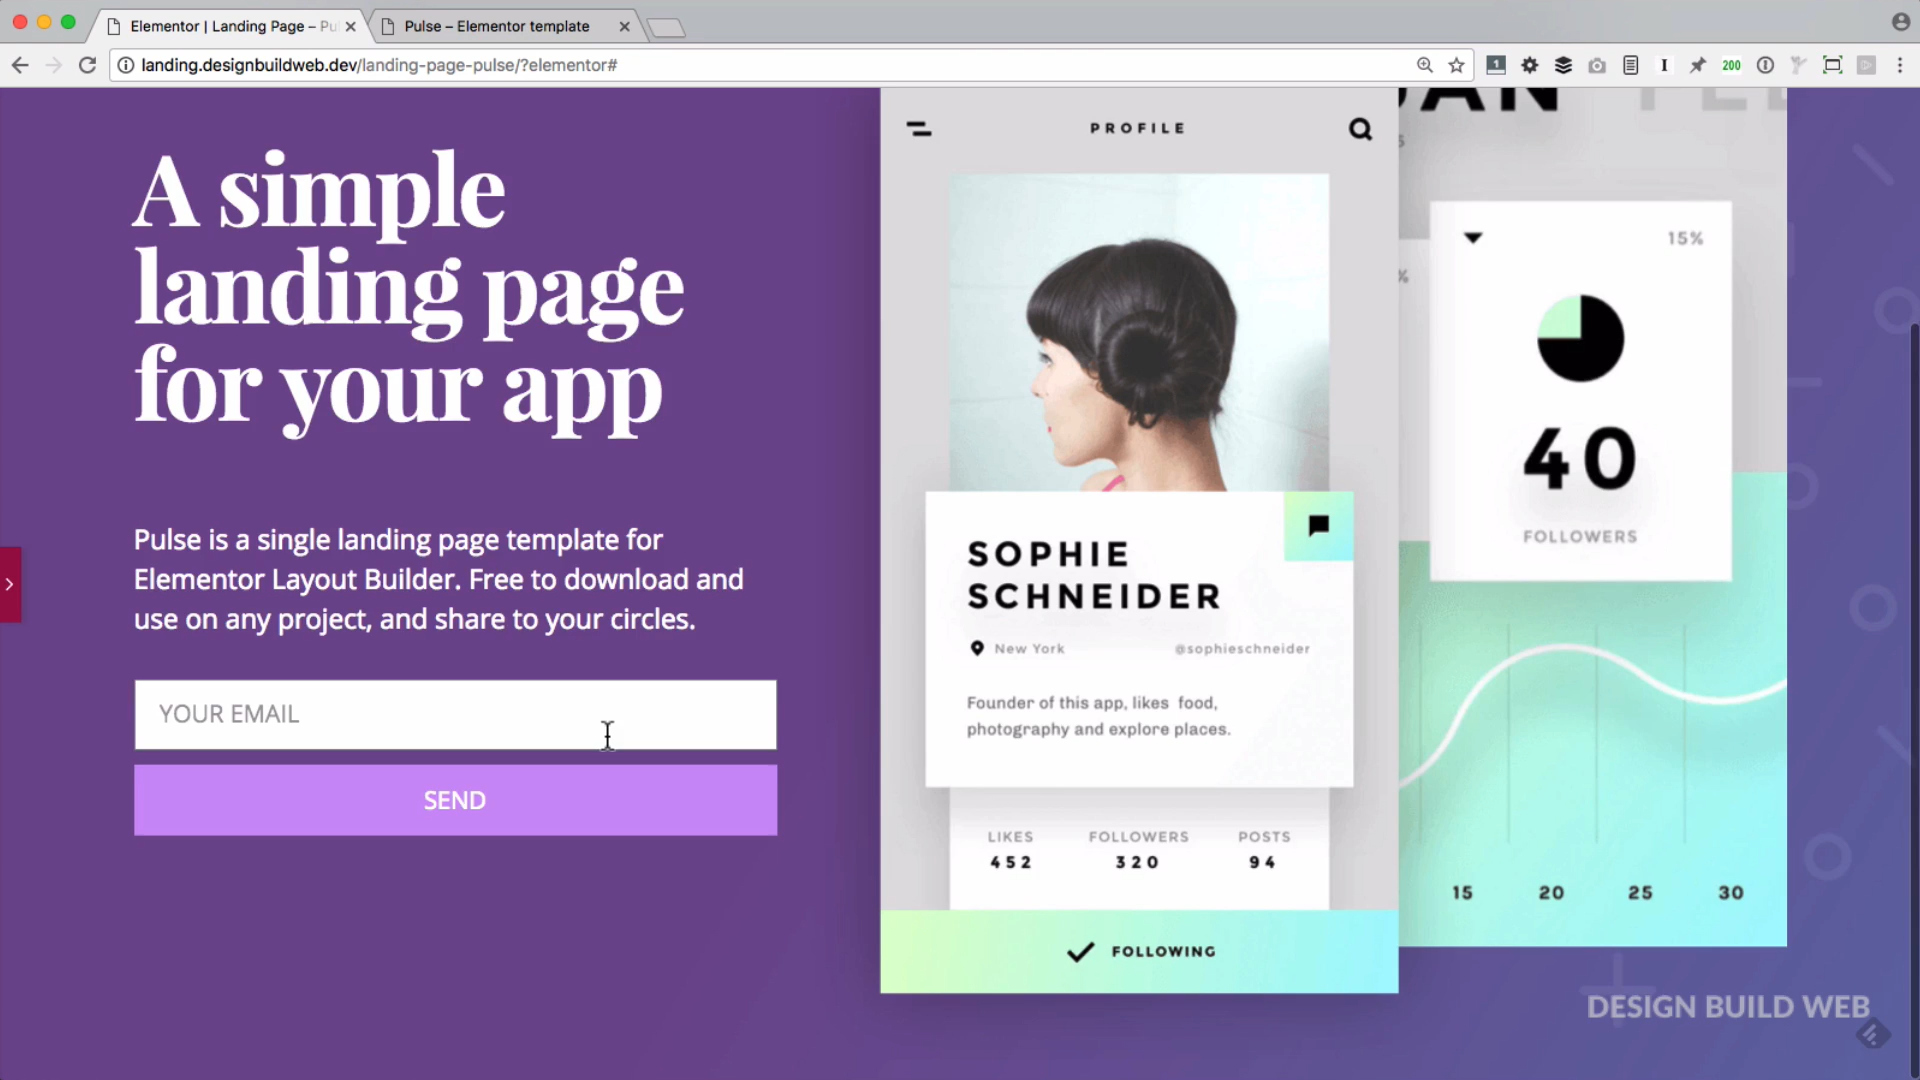 Elementor | Landing Page – Pu
Pulse – Elementor template
landing.designbuildweb.dev/landing-page-pulse/?elementor#
1
I
200
A simple
landing page
for your app
Pulse is a single landing page template for
Elementor Layout Builder. Free to download and
use on any project, and share to your circles.
YOUR EMAIL
SEND
PROFILE
SOPHIE
SCHNEIDER
New York
@sophieschneider
Founder of this app, likes food,
photography and explore places.
LIKES
FOLLOWERS
POSTS
452
320
94
FOLLOWING
%
15%
40
FOLLOWERS
15
20
25
30
DESIGN BUILD WEB